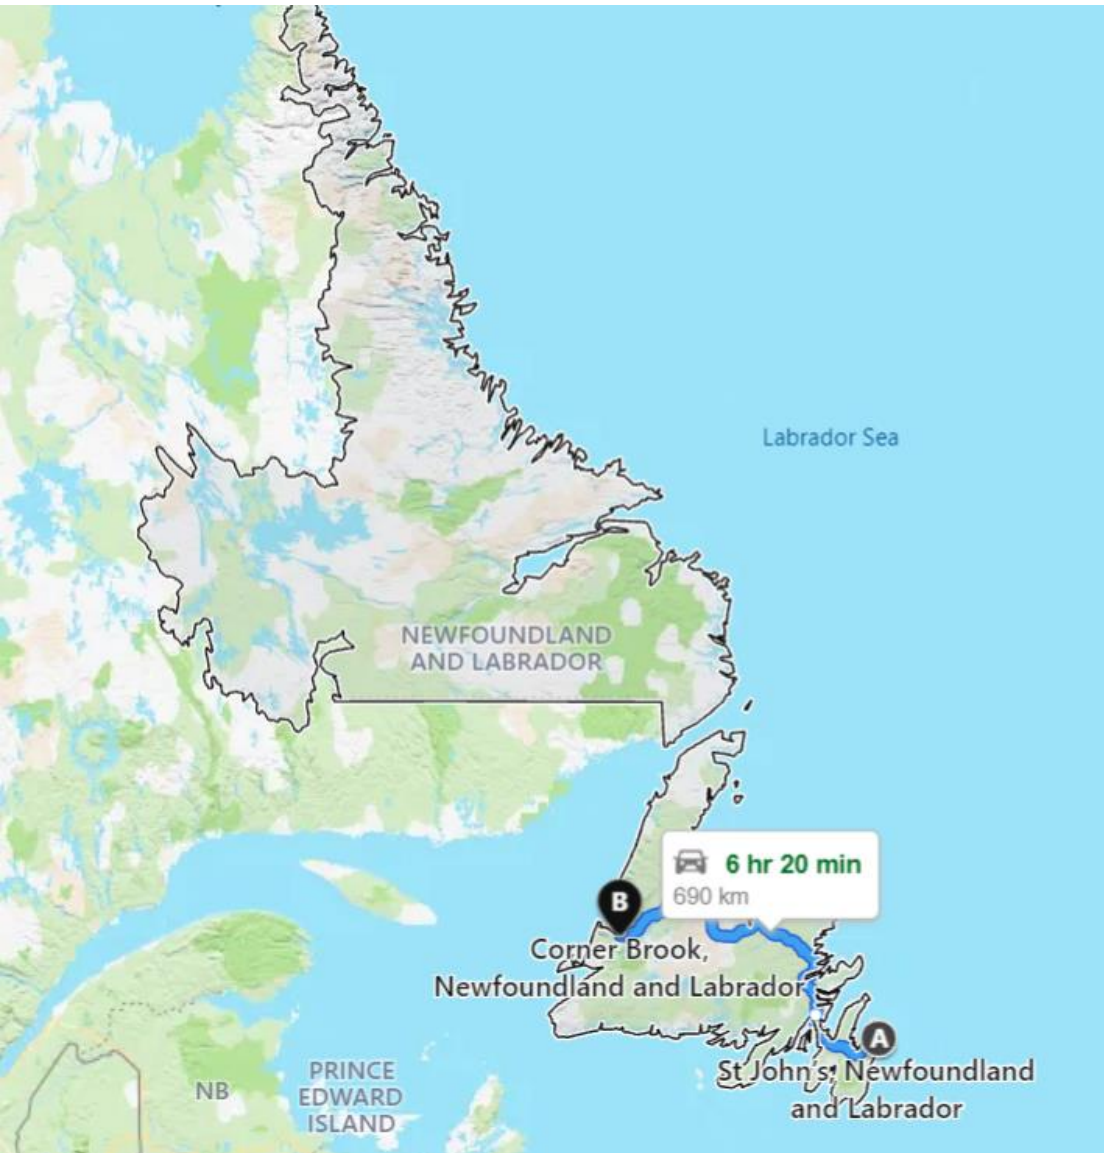 Labrador Sea
NEWFOUNDLAND
AND LABRADOR
6 hr 20 min
690 km
B
Corner Brook,
Newfoundland and Labrador
A
St John's, Newfoundland
and Labrador
NB
PRINCE
EDWARD
ISLAND